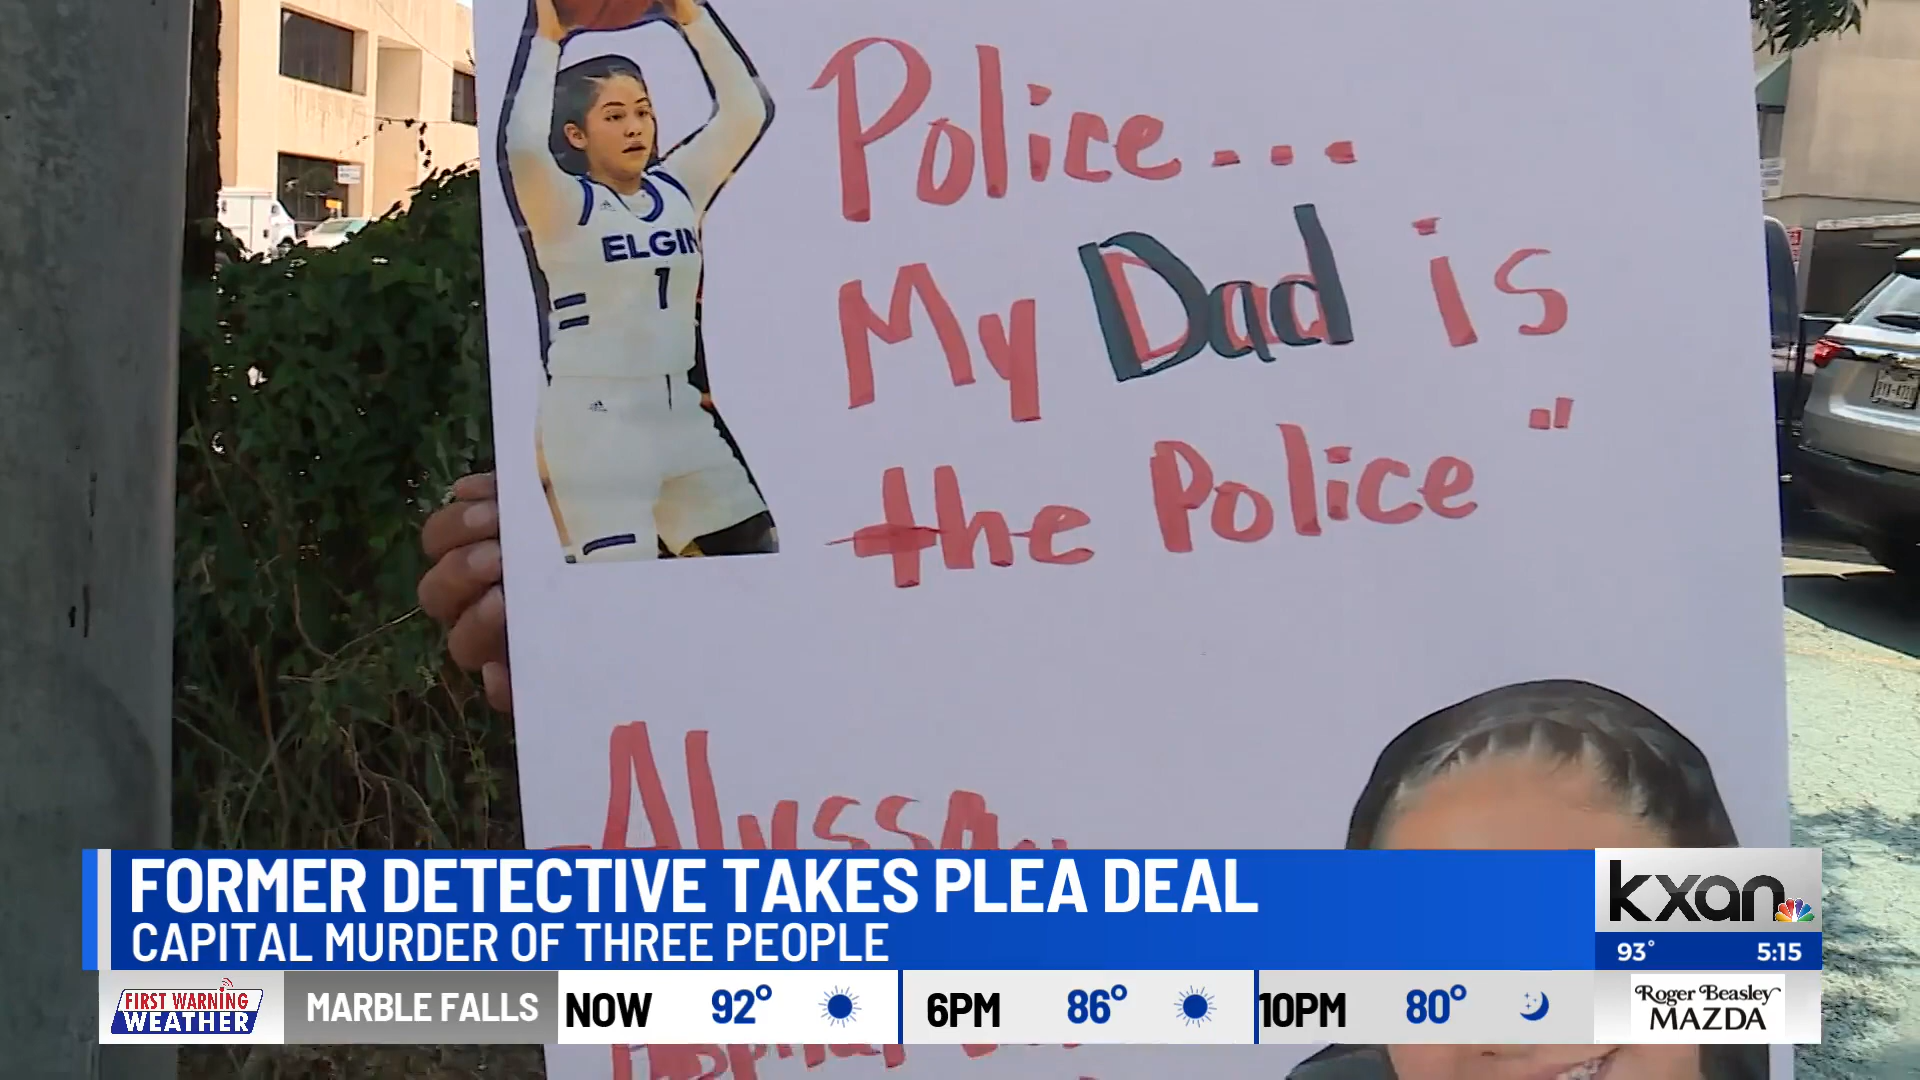 Police...
My Dad is
the Police"
ELGIN
1
Alyssa
FORMER DETECTIVE TAKES PLEA DEAL
CAPITAL MURDER OF THREE PEOPLE
kxan
93° 5:15
FIRST WARNING
WEATHER
MARBLE FALLS NOW 92° 6PM 86° 10PM 80°
Roger Beasley
MAZDA